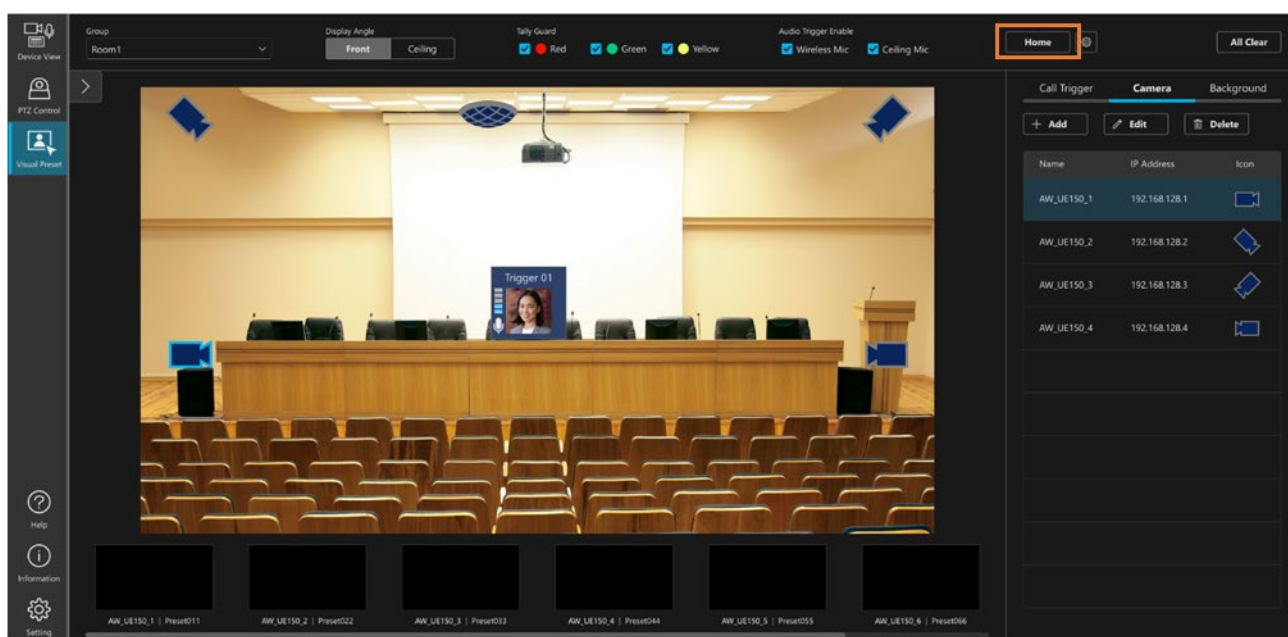 Device View
PTZ Control
Visual Preset
Help
Information
Setting
Group
Room1
Display Angle
Front Ceiling
Tally Guard
Red Green Yellow
Audio Trigger Enable
Wireless Mic Ceiling Mic
Home
All Clear
Trigger 01
AW_UE150_1 | Preset011
AW_UE150_2 | Preset022
AW_UE150_3 | Preset033
AW_UE150_4 | Preset044
AW_UE150_5 | Preset055
AW_UE150_6 | Preset066
Call Trigger Camera Background
+ Add Edit Delete
Name IP Address Icon
AW_UE150_1 192.168.128.1
AW_UE150_2 192.168.128.2
AW_UE150_3 192.168.128.3
AW_UE150_4 192.168.128.4